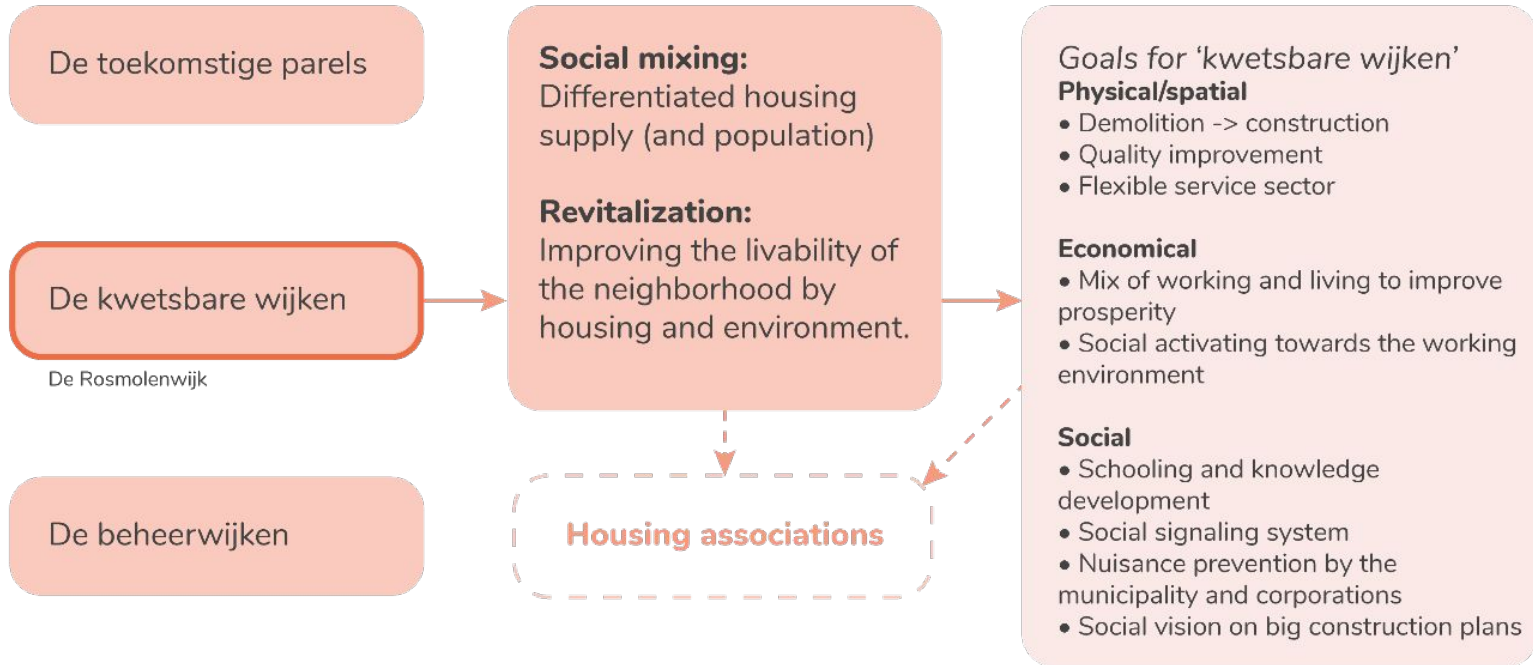 De toekomstige parels
De kwetsbare wijken
De Rosmolenwijk
De beheerwijken
Social mixing:
Differentiated housing
supply (and population)
Revitalization:
Improving the livability of
the neighborhood by
housing and environment.
Housing associations
Goals for ‘kwetsbare wijken’
Physical/spatial
• Demolition -> construction
• Quality improvement
• Flexible service sector
Economical
• Mix of working and living to improve
prosperity
• Social activating towards the working
environment
Social
• Schooling and knowledge
development
• Social signaling system
• Nuisance prevention by the
municipality and corporations
• Social vision on big construction plans